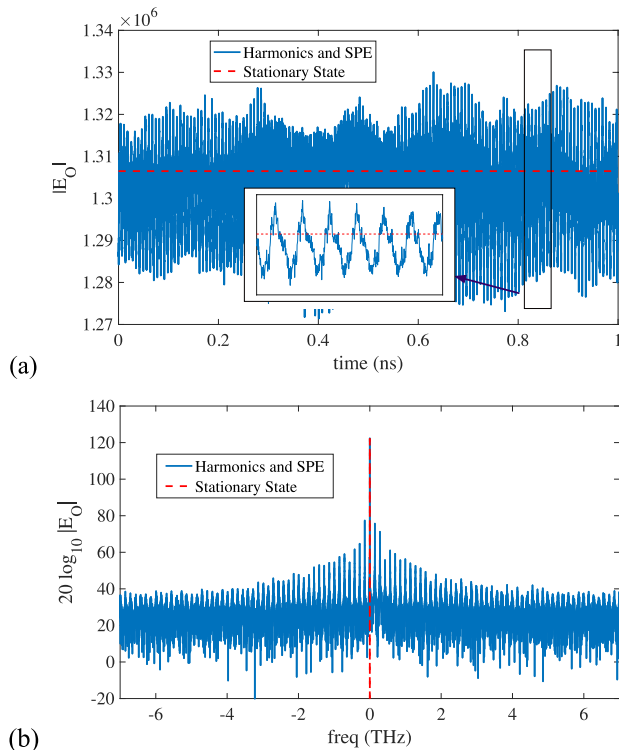 ×10⁶
1.34
1.33
1.32
1.31
1.3
1.29
1.28
1.27
|E_O|
Harmonics and SPE
Stationary State
0 0.2 0.4 0.6 0.8 1
time (ns)
(a)
140
120
100
80
60
40
20
0
-20
20 log₁₀ |E_O|
Harmonics and SPE
Stationary State
-6 -4 -2 0 2 4 6
freq (THz)
(b)